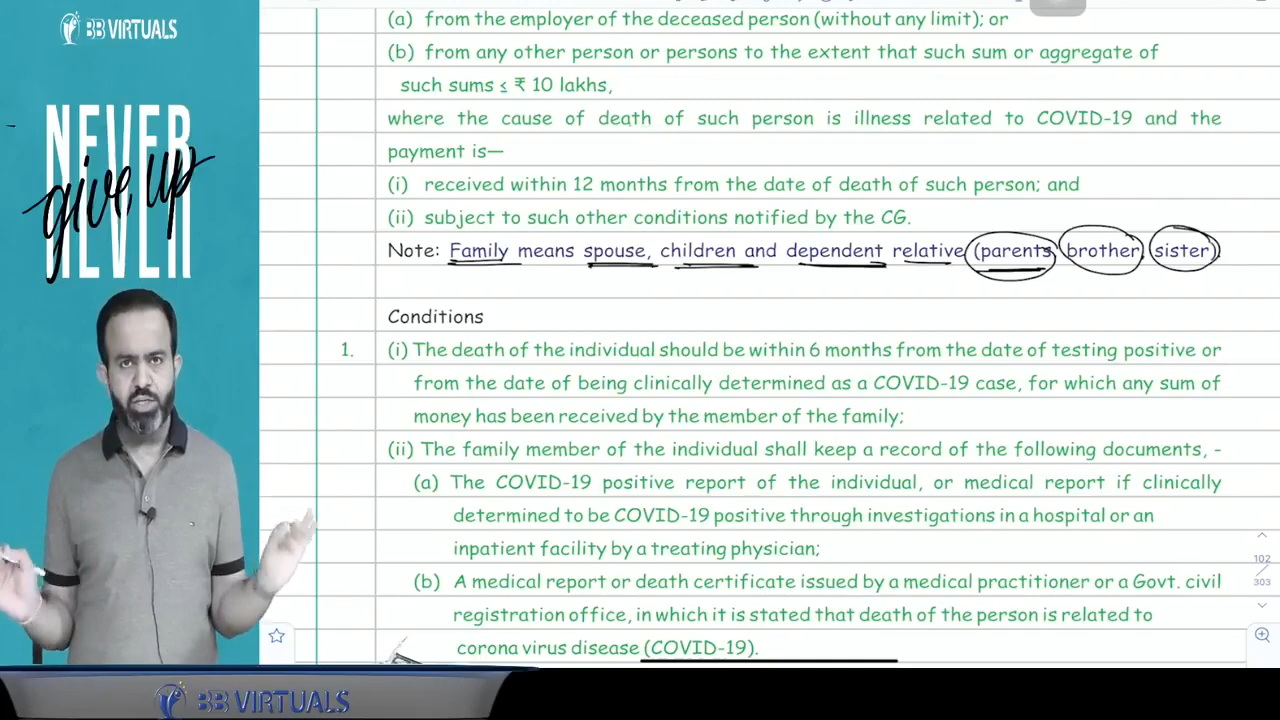 BB VIRTUALS
NEVER
give up
NEVER
(a) from the employer of the deceased person (without any limit); or
(b) from any other person or persons to the extent that such sum or aggregate of
such sums ≤ ₹ 10 lakhs,
where the cause of death of such person is illness related to COVID-19 and the
payment is—
(i) received within 12 months from the date of death of such person; and
(ii) subject to such other conditions notified by the CG.
Note: Family means spouse, children and dependent relative (parents, brother, sister).
Conditions
1. (i) The death of the individual should be within 6 months from the date of testing positive or
from the date of being clinically determined as a COVID-19 case, for which any sum of
money has been received by the member of the family;
(ii) The family member of the individual shall keep a record of the following documents, -
(a) The COVID-19 positive report of the individual, or medical report if clinically
determined to be COVID-19 positive through investigations in a hospital or an
inpatient facility by a treating physician;
(b) A medical report or death certificate issued by a medical practitioner or a Govt. civil
registration office, in which it is stated that death of the person is related to
corona virus disease (COVID-19).
102
303
BB VIRTUALS